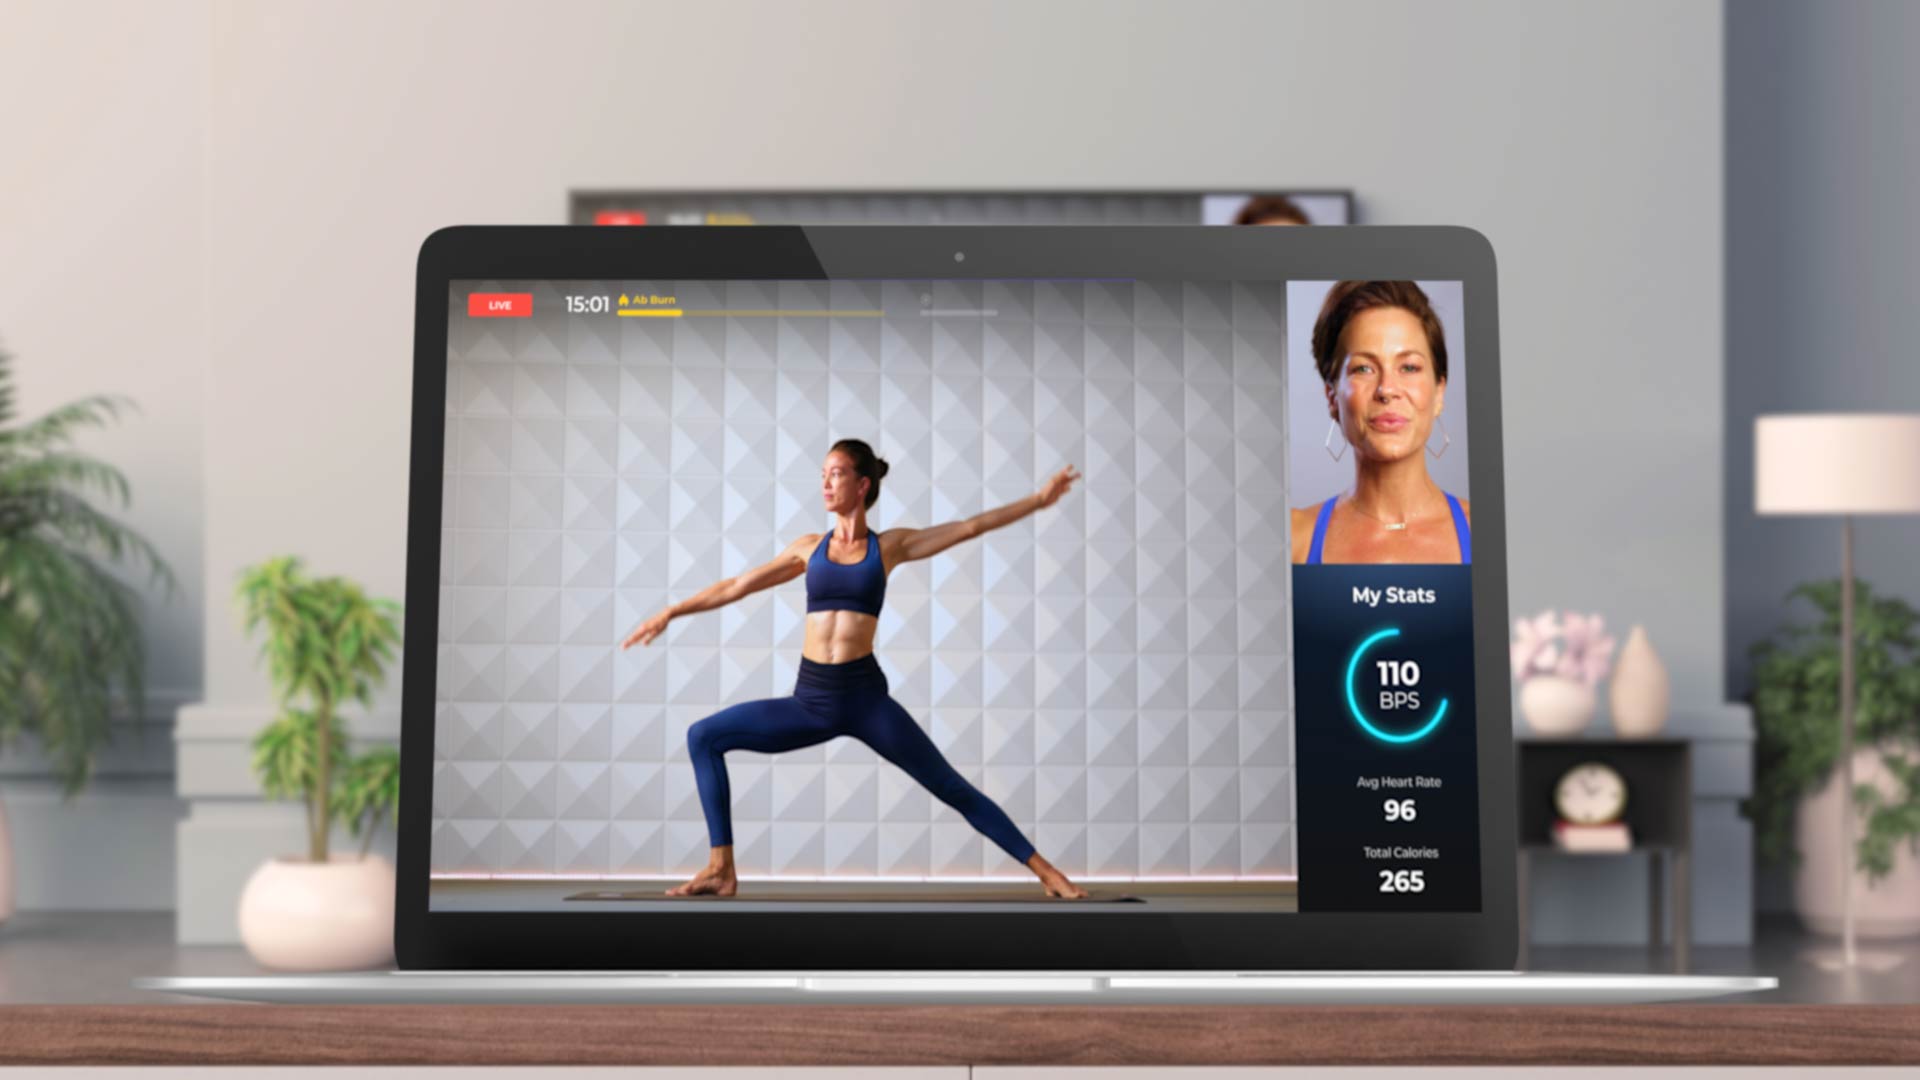 LIVE
15:01 Ab Burn
My Stats
110
BPS
Avg Heart Rate
96
Total Calories
265